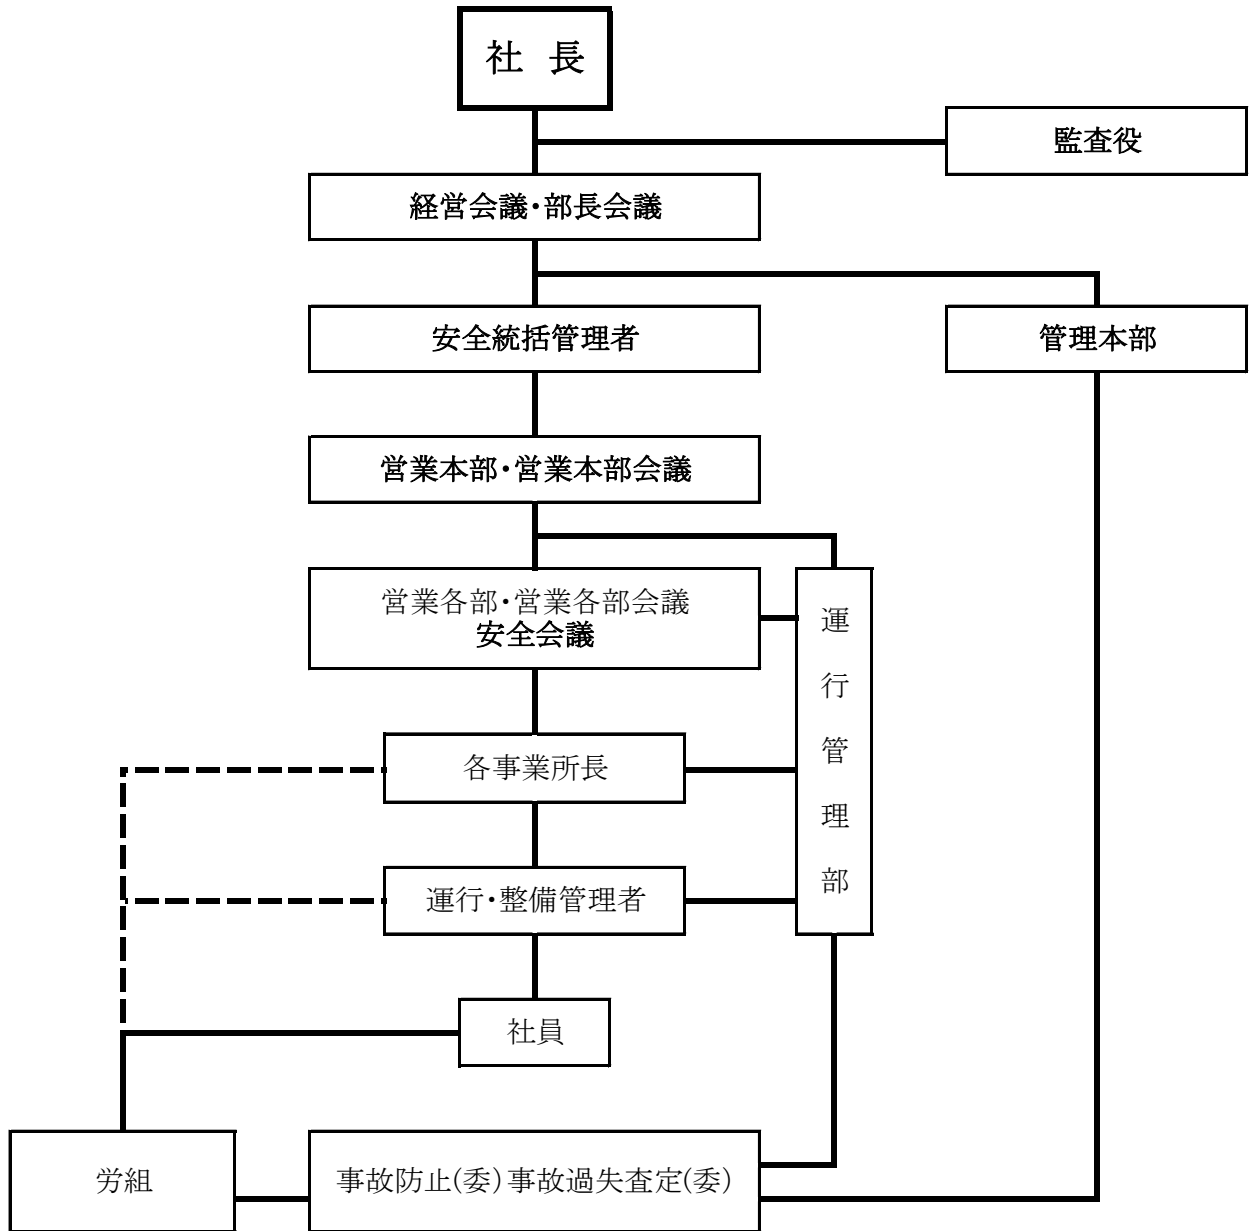 社 長
監査役
経営会議・部長会議
安全統括管理者
管理本部
営業本部・営業本部会議
営業各部・営業各部会議
安全会議
運行管理部
各事業所長
運行・整備管理者
社員
労組
事故防止(委)事故過失査定(委)